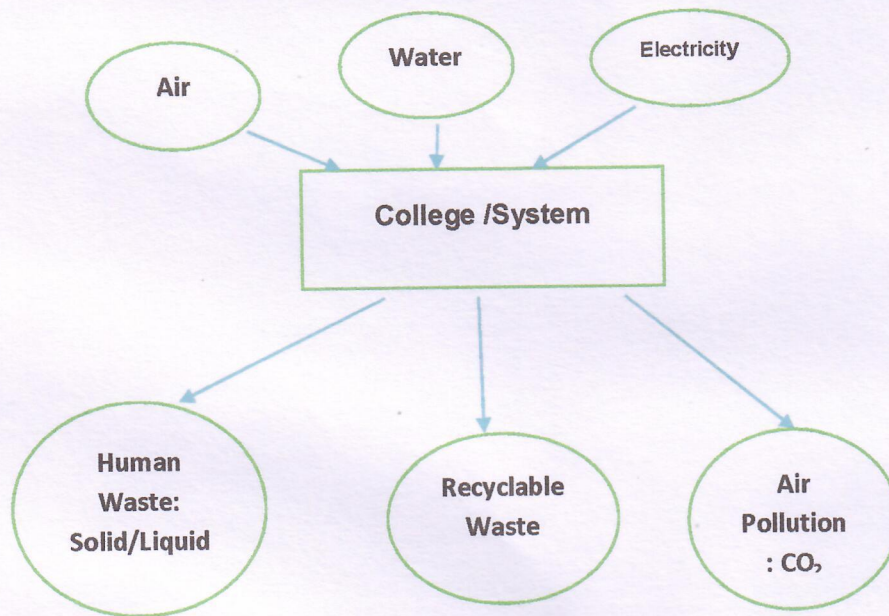 Air
Water
Electricity
College /System
Human
Waste:
Solid/Liquid
Recyclable
Waste
Air
Pollution
: CO₂